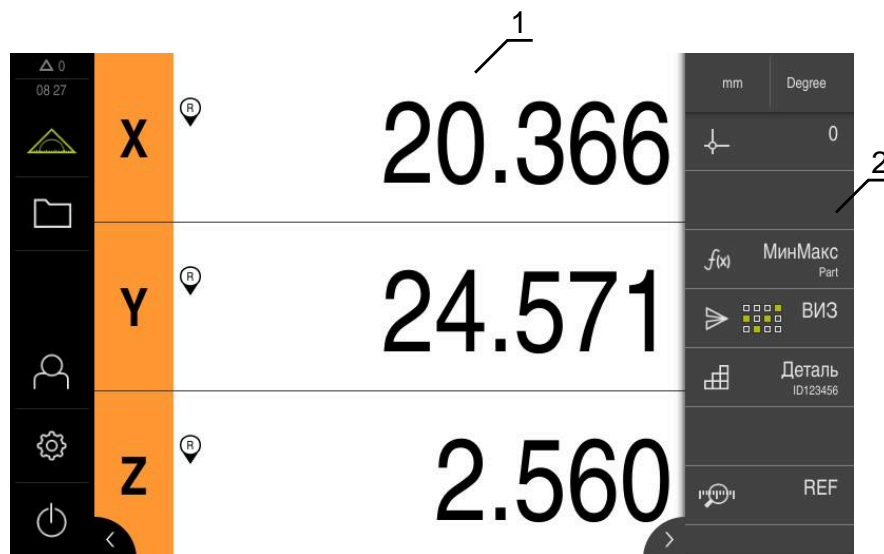 1
0
08 27
X
R
20.366
mm
Degree
0
2
Y
R
24.571
f(x)
МинМакс
Part
ВИЗ
Деталь
ID123456
Z
R
2.560
REF